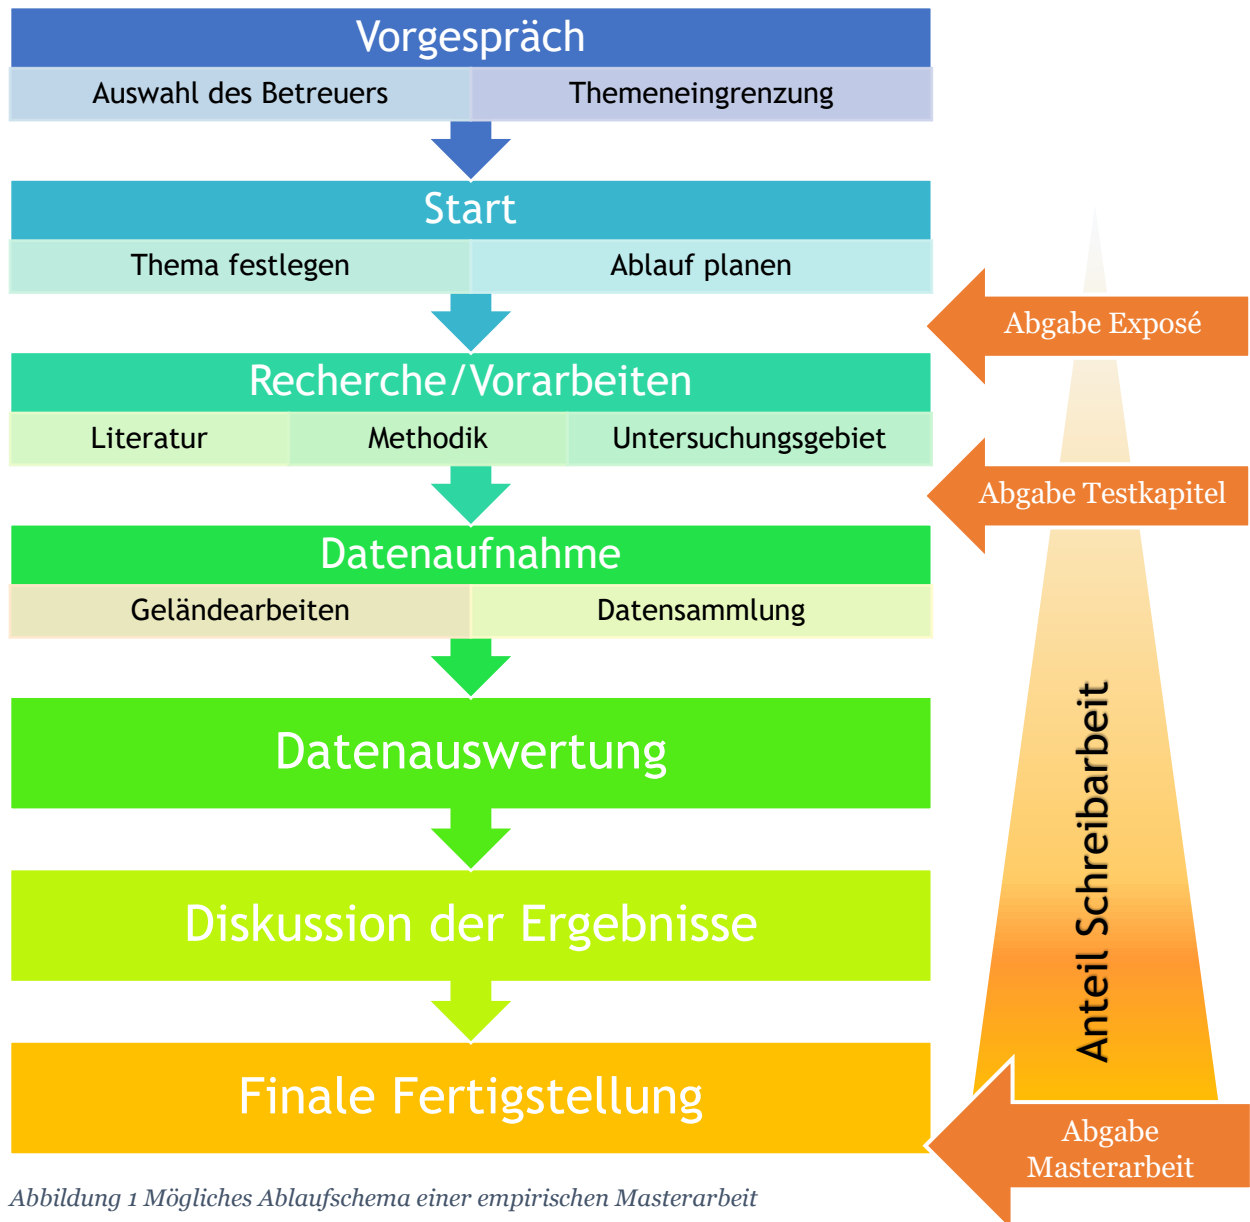 Vorgespräch
Auswahl des Betreuers
Themeneingrenzung
Start
Thema festlegen
Ablauf planen
Abgabe Exposé
Recherche/Vorarbeiten
Literatur
Methodik
Untersuchungsgebiet
Abgabe Testkapitel
Datenaufnahme
Geländearbeiten
Datensammlung
Datenauswertung
Anteil Schreibarbeit
Diskussion der Ergebnisse
Finale Fertigstellung
Abgabe
Masterarbeit
Abbildung 1 Mögliches Ablaufschema einer empirischen Masterarbeit